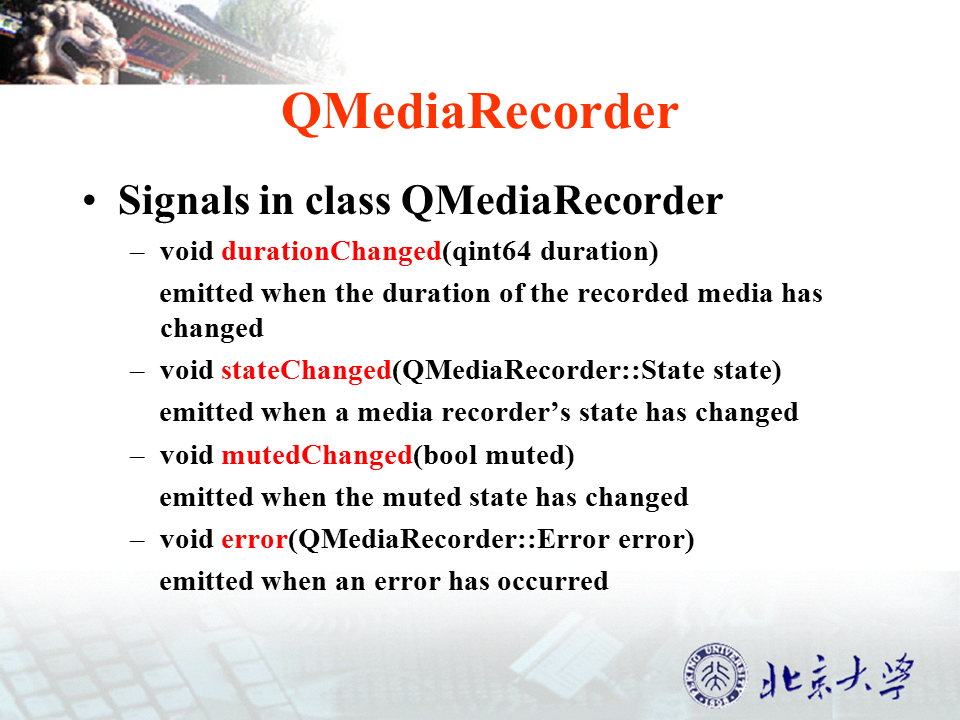 QMediaRecorder
• Signals in class QMediaRecorder
– void durationChanged(qint64 duration)
emitted when the duration of the recorded media has
changed
– void stateChanged(QMediaRecorder::State state)
emitted when a media recorder’s state has changed
– void mutedChanged(bool muted)
emitted when the muted state has changed
– void error(QMediaRecorder::Error error)
emitted when an error has occurred
PEKING UNIVERSITY
1898
北京大学